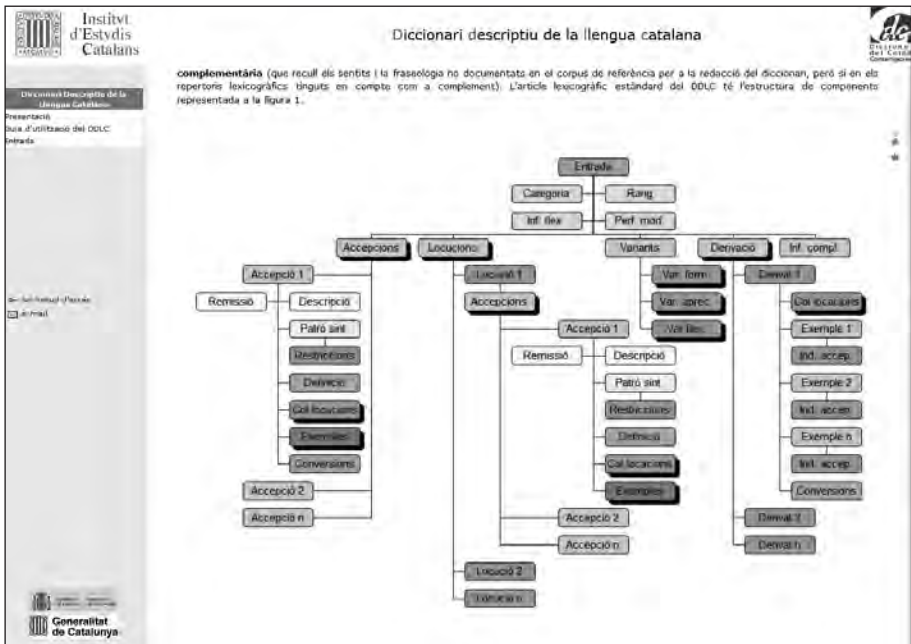 Institvt
d'Estvdis
Catalans
Diccionari descriptiu de la llengua catalana
Diccionari Descriptiu de la
Llengua Catalana
Presentació
Guia d'utilització del DDLC
Entrada
complementària (que recull els sentits i la fraseologia no documentats en el corpus de referència per a la redacció del diccionari, però sí en els
repertoris lexicogràfics tinguts en compte com a complement). L'article lexicogràfic estàndard del DDLC té l'estructura de components
representada a la figura 1.
Entrada
Categoria
Rang
Inf. flex
Perf. mod.
Accepcions
Locucions
Variants
Derivació
Inf. compl.
Accepció 1
Locució 1
Var. form.
Derivat 1
Remissió
Descripció
Accepcions
Var. aprec.
Col·locacions
Patró sint
Accepció 1
Var. flex.
Exemple 1
Restriccions
Remissió
Descripció
Ind. accep.
Definició
Patró sint
Exemple 2
Col·locacions
Restriccions
Ind. accep.
Exemples
Definició
Exemple n
Conversions
Col·locacions
Ind. accep.
Accepció 2
Exemples
Conversions
Accepció n
Accepció 2
Derivat 2
Accepció n
Derivat n
Locució 2
Locució n
e-mail
Generalitat
de Catalunya